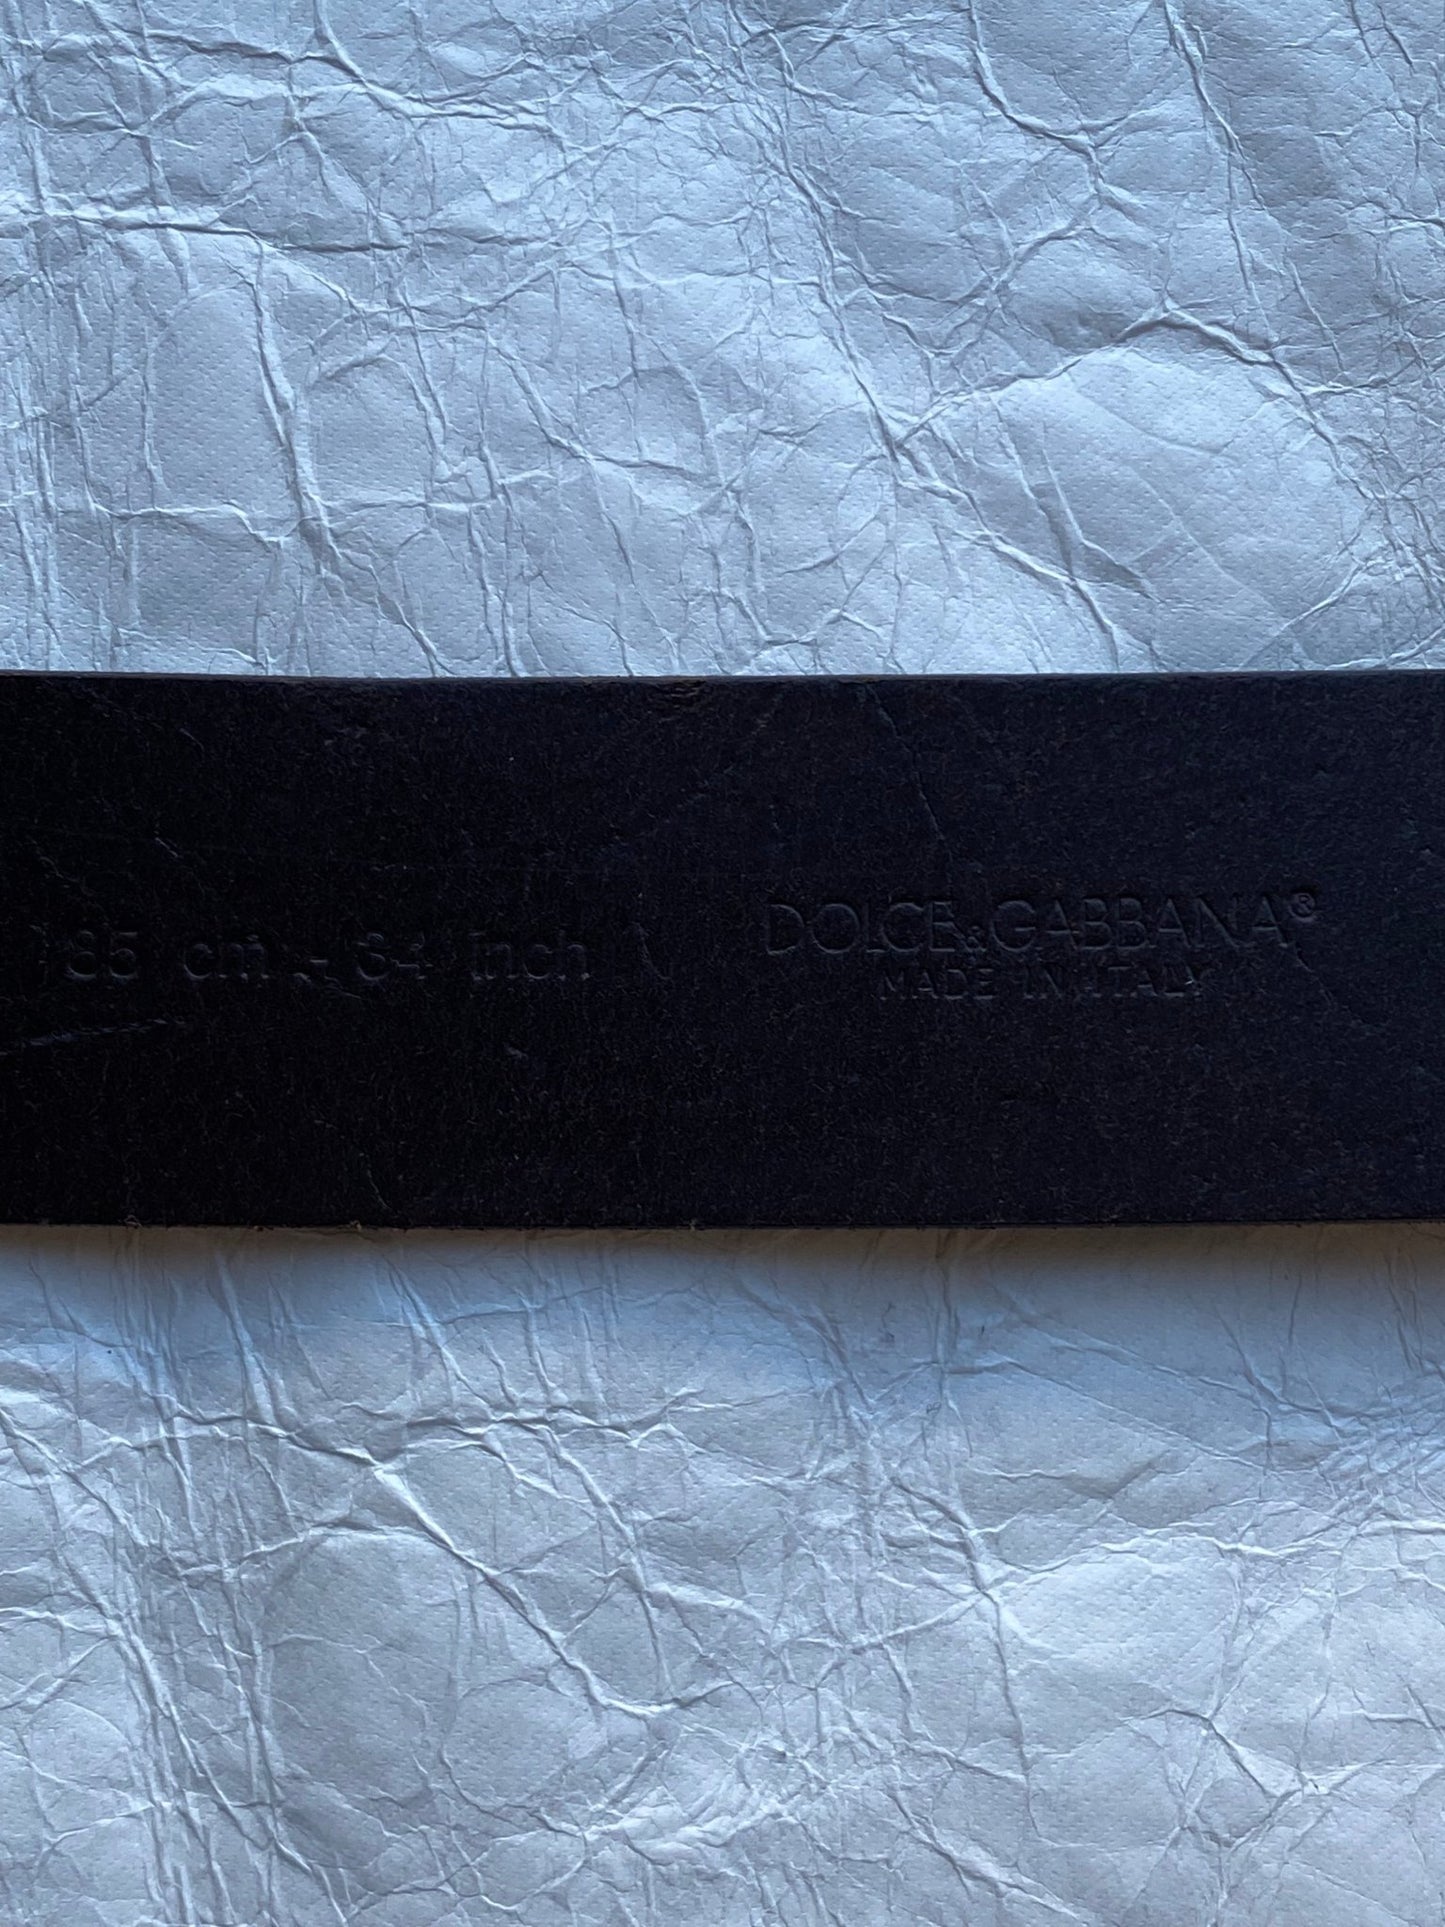 85 cm - 34 inch
DOLCE&GABBANA®
MADE IN ITALY